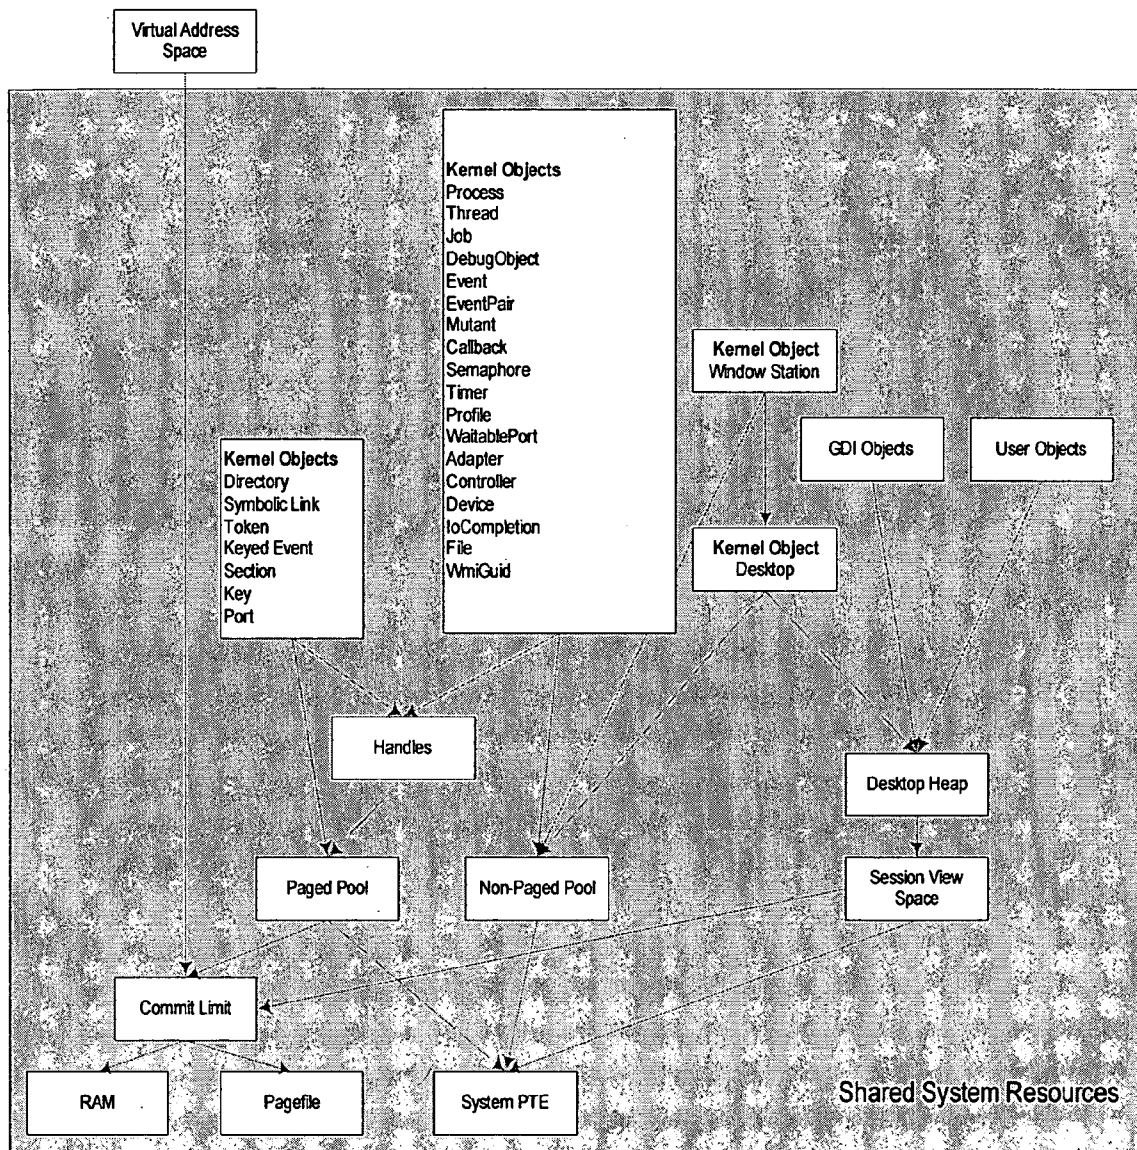 Virtual Address
Space
Kernel Objects
Process
Thread
Job
DebugObject
Event
EventPair
Mutant
Callback
Semaphore
Timer
Profile
WaitablePort
Adapter
Controller
Device
IoCompletion
File
WmiGuid
Kernel Object
Window Station
GDI Objects
User Objects
Kernel Objects
Directory
Symbolic Link
Token
Keyed Event
Section
Key
Port
Kernel Object
Desktop
Handles
Desktop Heap
Paged Pool
Non-Paged Pool
Session View
Space
Commit Limit
RAM
Pagefile
System PTE
Shared System Resources